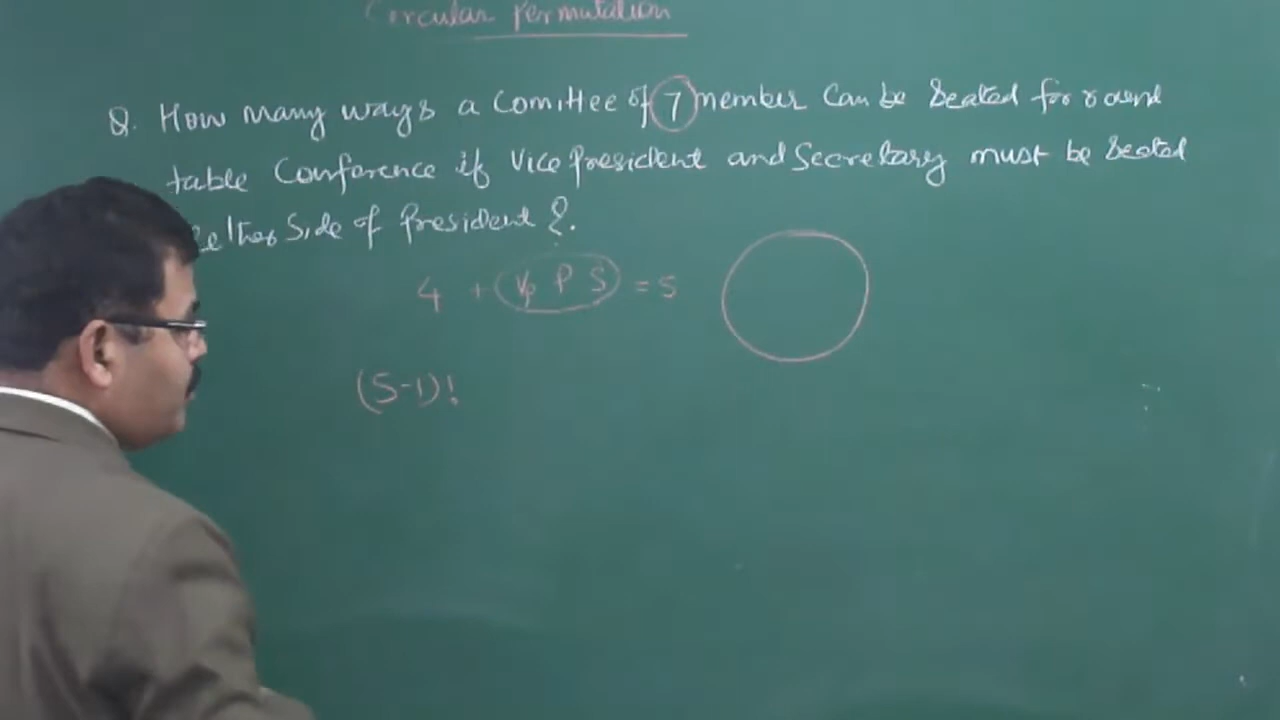 Circular Permutation
Q. How many ways a Comittee of 7 member Can be Seated for round
table Conference if Vice President and Secretary must be Seated
either Side of President ?.
4 + Vp P S = 5
(5-1)!